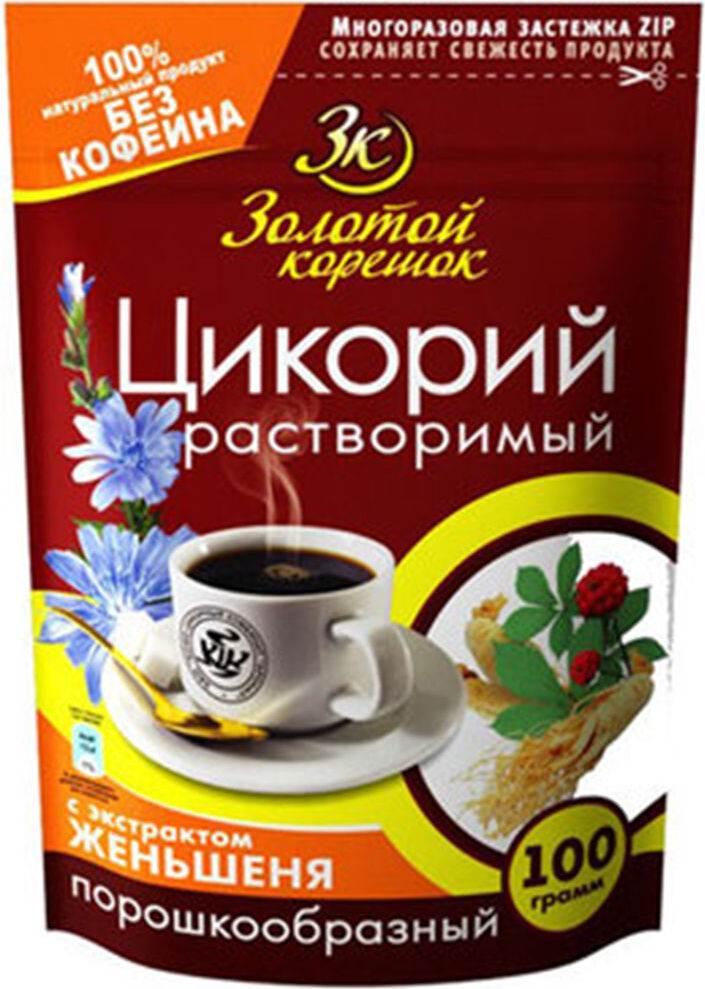 Многоразовая застежка ZIP
сохраняет свежесть продукта
100%
натуральный продукт
БЕЗ
КОФЕИНА
Зк
Золотой
корешок
Цикорий
растворимый
с экстрактом
ЖЕНЬШЕНЯ
100
грамм
порошкообразный